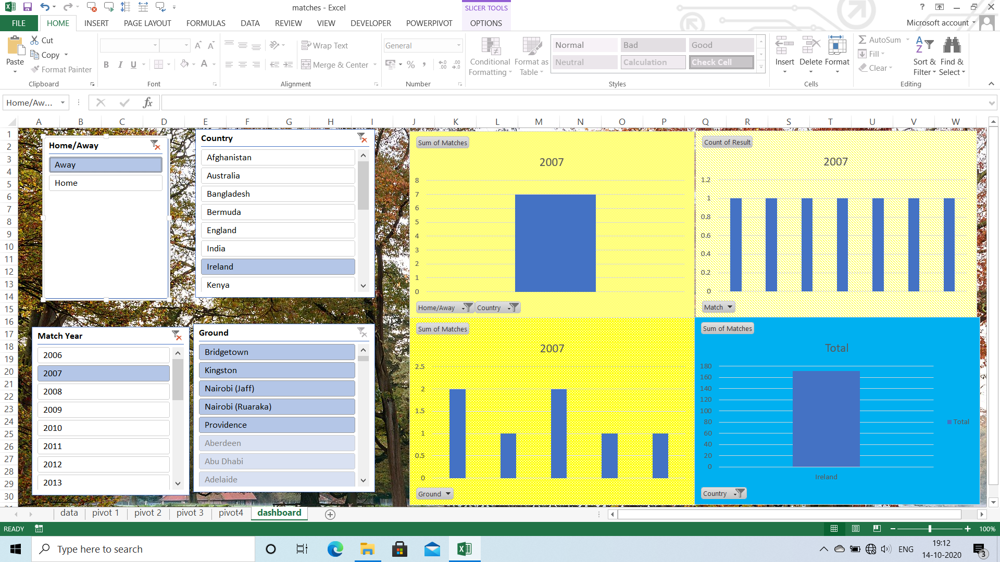 matches - Excel
SLICER TOOLS
?
FILE
HOME
INSERT
PAGE LAYOUT
FORMULAS
DATA
REVIEW
VIEW
DEVELOPER
POWERPIVOT
OPTIONS
Microsoft account
Paste
Cut
Copy
Format Painter
Clipboard
B I U
A
Font
Wrap Text
Merge & Center
Alignment
General
%
Number
Conditional Formatting
Format as Table
Normal
Bad
Good
Neutral
Calculation
Check Cell
Styles
Insert
Delete
Format
Cells
AutoSum
Fill
Clear
Sort & Filter
Find & Select
Editing
Home/Aw...
fx
A B C D E F G H I J K L M N O P Q R S T U V W
1
2
3
4
5
6
7
8
9
10
11
12
13
14
15
16
17
18
19
20
21
22
23
24
25
26
27
28
29
30
Home/Away
Away
Home
Country
Afghanistan
Australia
Bangladesh
Bermuda
England
India
Ireland
Kenya
Match Year
2006
2007
2008
2009
2010
2011
2012
2013
Ground
Bridgetown
Kingston
Nairobi (Jaff)
Nairobi (Ruaraka)
Providence
Aberdeen
Abu Dhabi
Adelaide
Sum of Matches
2007
8
7
6
5
4
3
2
1
0
Home/Away
Country
Count of Result
2007
1.2
1
0.8
0.6
0.4
0.2
0
Match
Sum of Matches
2007
2.5
2
1.5
1
0.5
0
Ground
Sum of Matches
Total
180
160
140
120
100
80
60
40
20
0
Ireland
Total
Country
data
pivot 1
pivot 2
pivot 3
pivot4
dashboard
READY
100%
Type here to search
ENG
19:12
14-10-2020
3